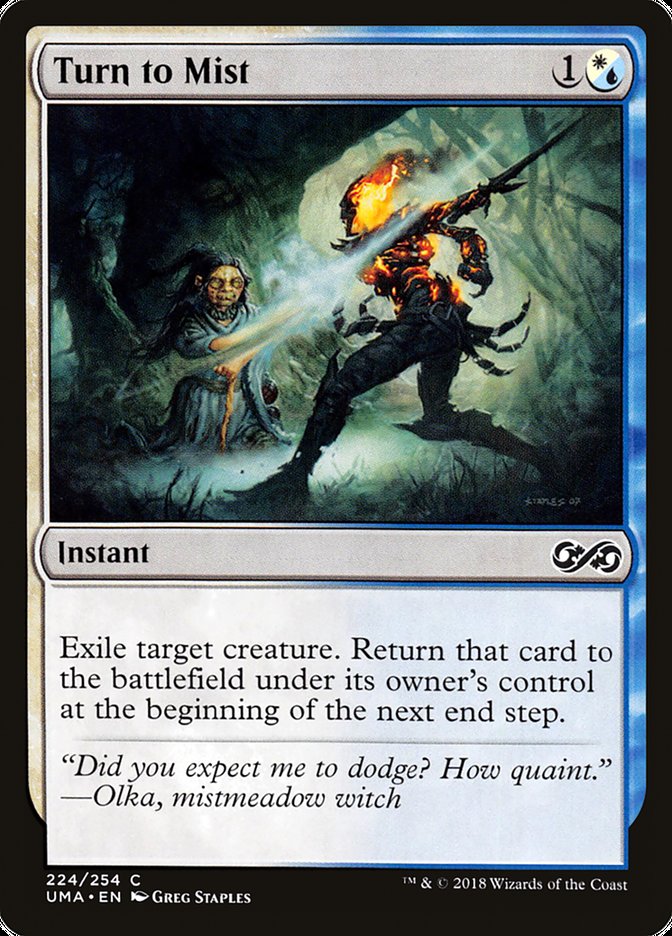 Turn to Mist 1
STAPLES 07
Instant
Exile target creature. Return that card to
the battlefield under its owner's control
at the beginning of the next end step.
“Did you expect me to dodge? How quaint.”
—Olka, mistmeadow witch
224/254 C
UMA • EN Greg Staples
™ & © 2018 Wizards of the Coast